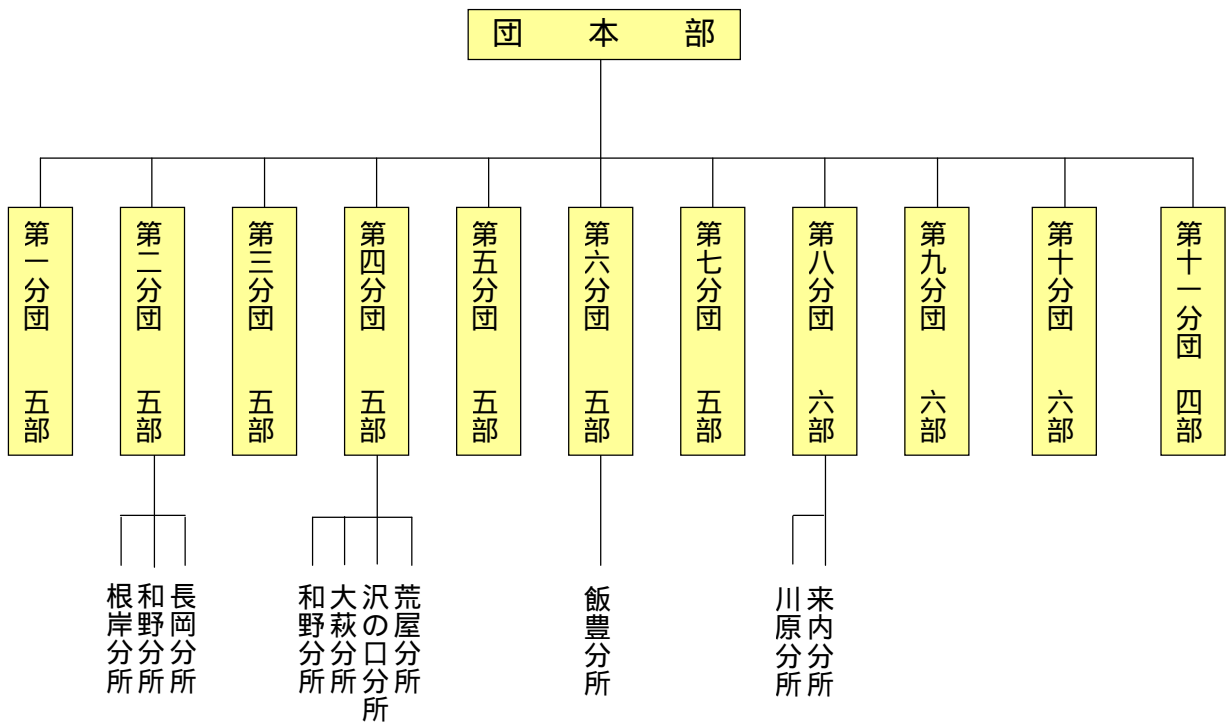 団本部
第一分団 五部
第二分団 五部
第三分団 五部
第四分団 五部
第五分団 五部
第六分団 五部
第七分団 五部
第八分団 六部
第九分団 六部
第十分団 六部
第十一分団 四部
根岸分所
和野分所
長岡分所
和野分所
大萩分所
沢の口分所
荒屋分所
飯豊分所
川原分所
来内分所